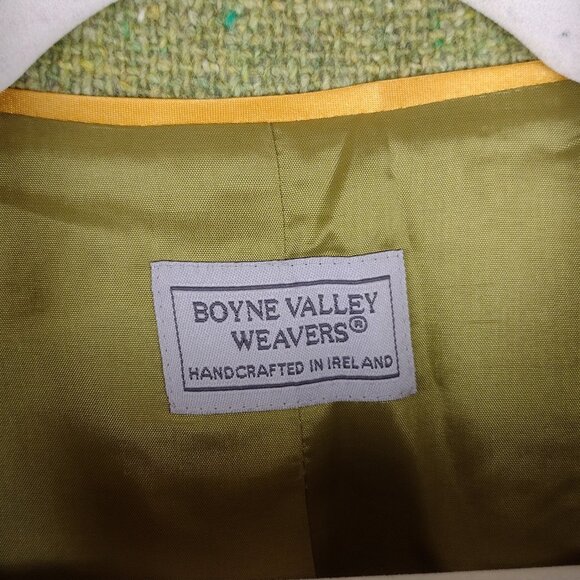 BOYNE VALLEY
WEAVERS®
HANDCRAFTED IN IRELAND